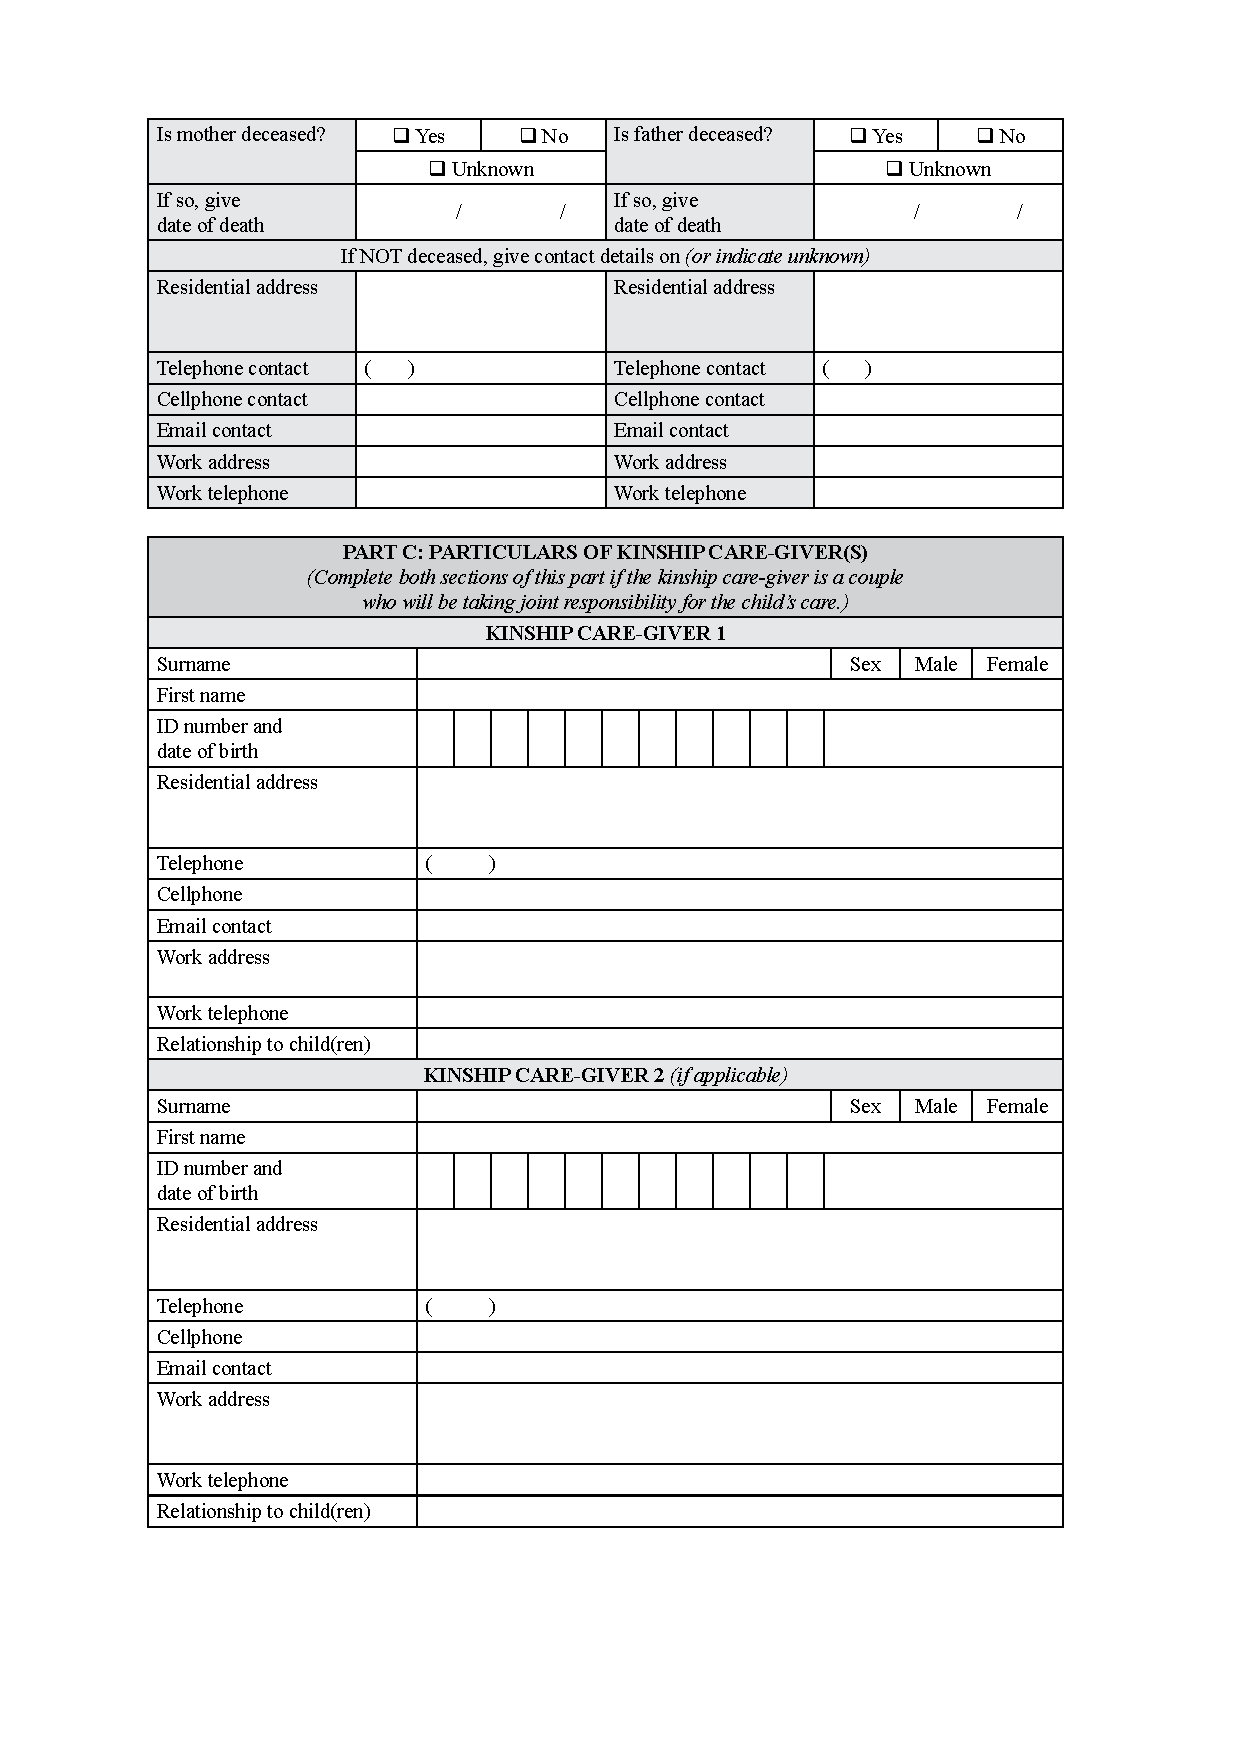 Is mother deceased? ❑ Yes ❑ No Is father deceased? ❑ Yes ❑ No
❑ Unknown ❑ Unknown
If so, give If so, give
date of death / / date of death / /
If NOT deceased, give contact details on (or indicate unknown)
Residential address Residential address
Telephone contact ( ) Telephone contact ( )
Cellphone contact Cellphone contact
Email contact Email contact
Work address Work address
Work telephone Work telephone
PART C: PARTICULARS OF KINSHIP CARE-GIVER(S)
(Complete both sections of this part if the kinship care-giver is a couple
who will be taking joint responsibility for the child’s care.)
KINSHIP CARE-GIVER 1
Surname Sex Male Female
First name
ID number and
date of birth
Residential address
Telephone ( )
Cellphone
Email contact
Work address
Work telephone
Relationship to child(ren)
KINSHIP CARE-GIVER 2 (if applicable)
Surname Sex Male Female
First name
ID number and
date of birth
Residential address
Telephone ( )
Cellphone
Email contact
Work address
Work telephone
Relationship to child(ren)